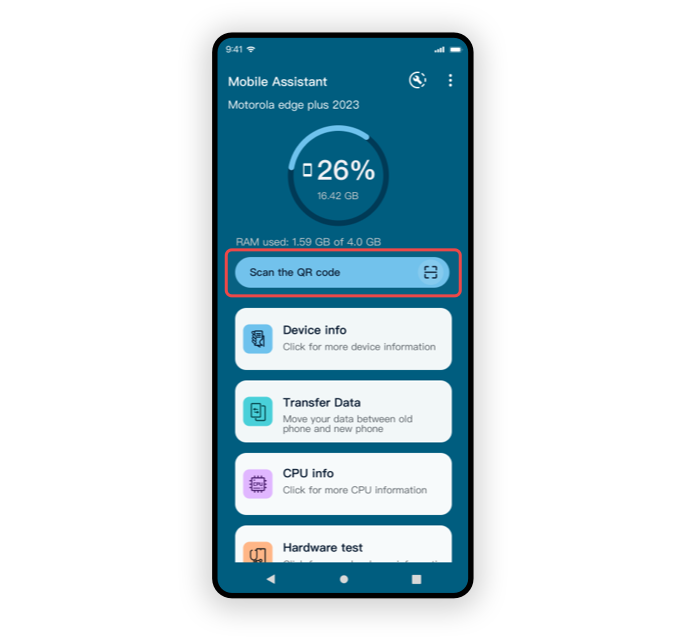 9:41
Mobile Assistant
Motorola edge plus 2023
26%
16.42 GB
RAM used: 1.59 GB of 4.0 GB
Scan the QR code
Device info
Click for more device information
Transfer Data
Move your data between old
phone and new phone
CPU info
Click for more CPU information
CPU
Hardware test